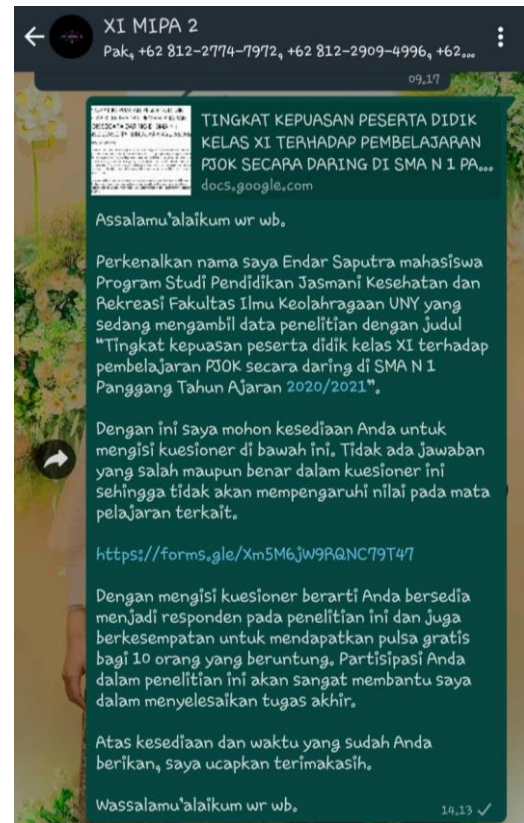 XI MIPA 2
Pak, +62 812-2774-7972, +62 812-2909-4996, +62...
09.17
TINGKAT KEPUASAN PESERTA DIDIK
KELAS XI TERHADAP PEMBELAJARAN
PJOK SECARA DARING DI SMA N 1 PA...
docs.google.com
Assalamu'alaikum wr wb.
Perkenalkan nama saya Endar Saputra mahasiswa
Program Studi Pendidikan Jasmani Kesehatan dan
Rekreasi Fakultas Ilmu Keolahragaan UNY yang
sedang mengambil data penelitian dengan judul
"Tingkat kepuasan peserta didik kelas XI terhadap
pembelajaran PJOK secara daring di SMA N 1
Panggang Tahun Ajaran 2020/2021".
Dengan ini saya mohon kesediaan Anda untuk
mengisi kuesioner di bawah ini. Tidak ada jawaban
yang salah maupun benar dalam kuesioner ini
sehingga tidak akan mempengaruhi nilai pada mata
pelajaran terkait.
https://forms.gle/Xm5M6jW9RQNC79T47
Dengan mengisi kuesioner berarti Anda bersedia
menjadi responden pada penelitian ini dan juga
berkesempatan untuk mendapatkan pulsa gratis
bagi 10 orang yang beruntung. Partisipasi Anda
dalam penelitian ini akan sangat membantu saya
dalam menyelesaikan tugas akhir.
Atas kesediaan dan waktu yang sudah Anda
berikan, saya ucapkan terimakasih.
Wassalamu'alaikum wr wb.
14.13